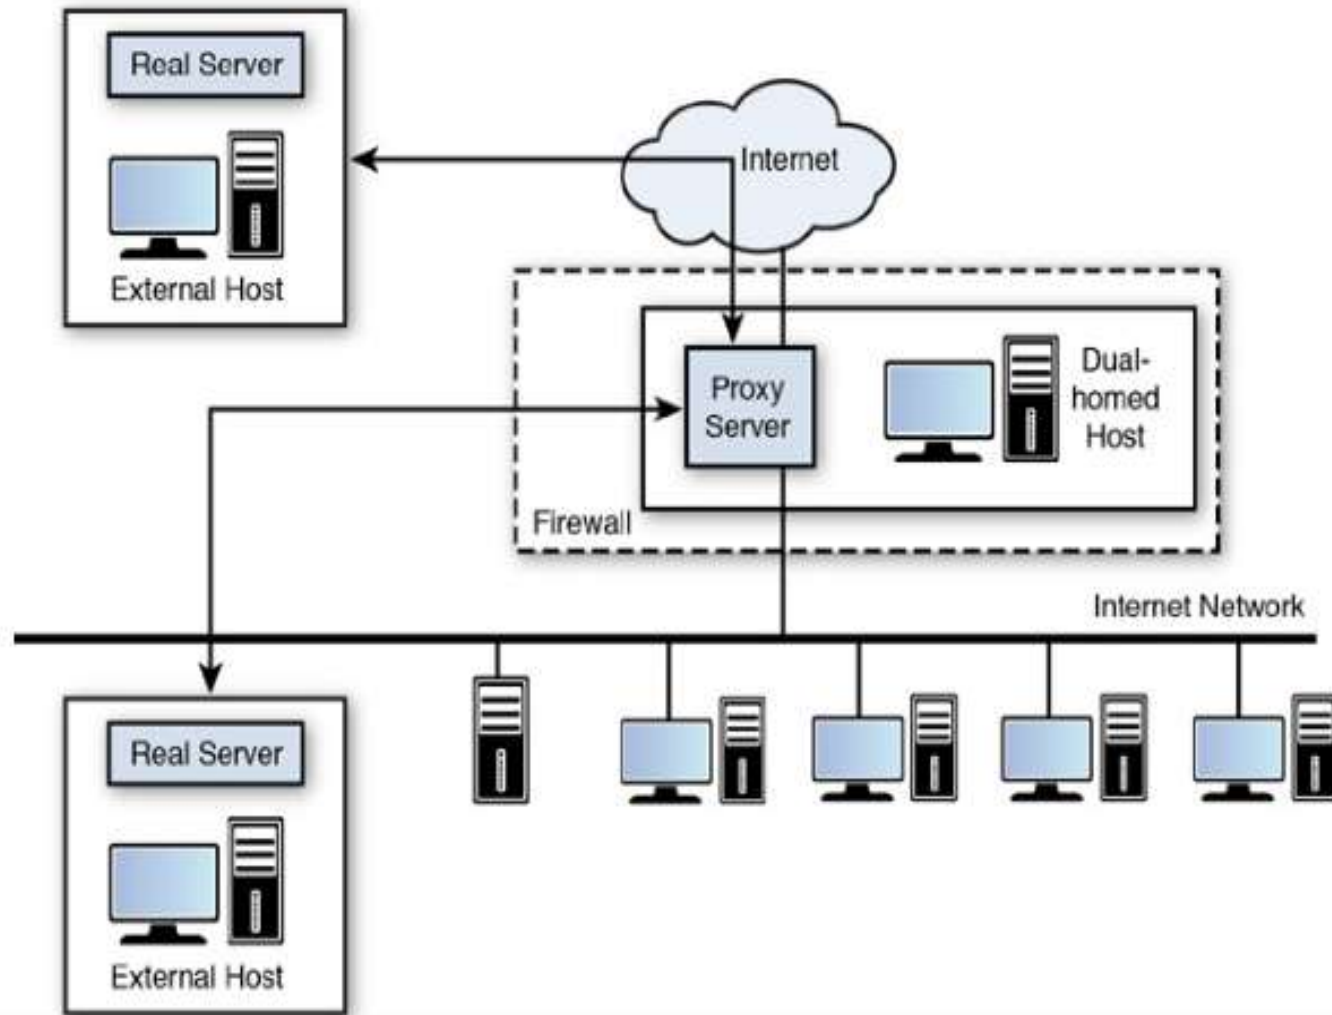 Real Server
External Host
Internet
Proxy
Server
Dual-
homed
Host
Firewall
Internet Network
Real Server
External Host